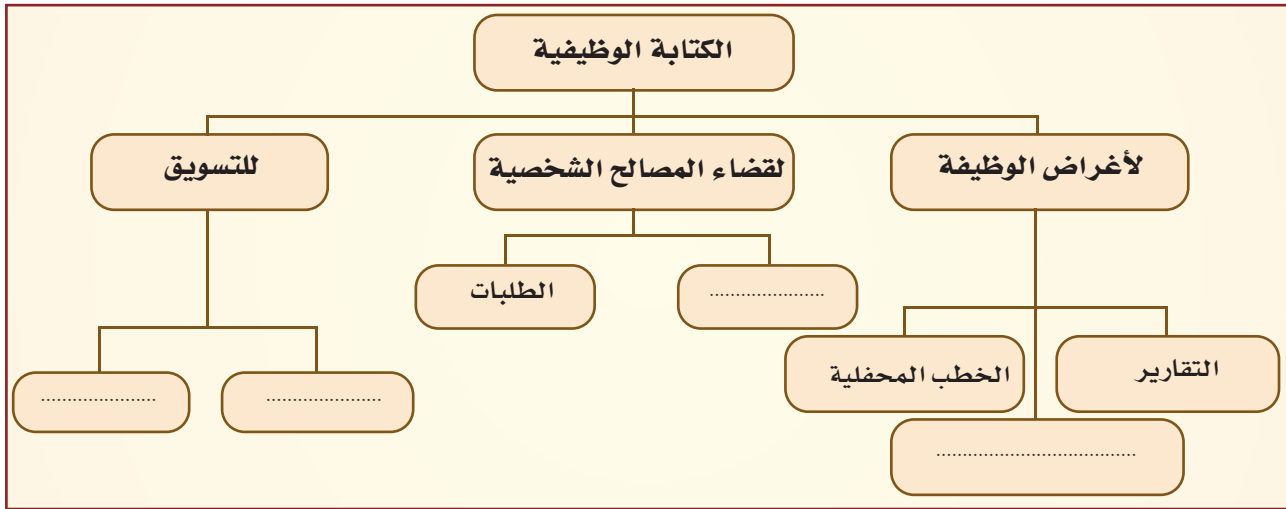 الكتابة الوظيفية
لأغراض الوظيفة
لقضاء المصالح الشخصية
للتسويق
......................
الطلبات
التقارير
الخطب المحفلية
......................
......................
......................................